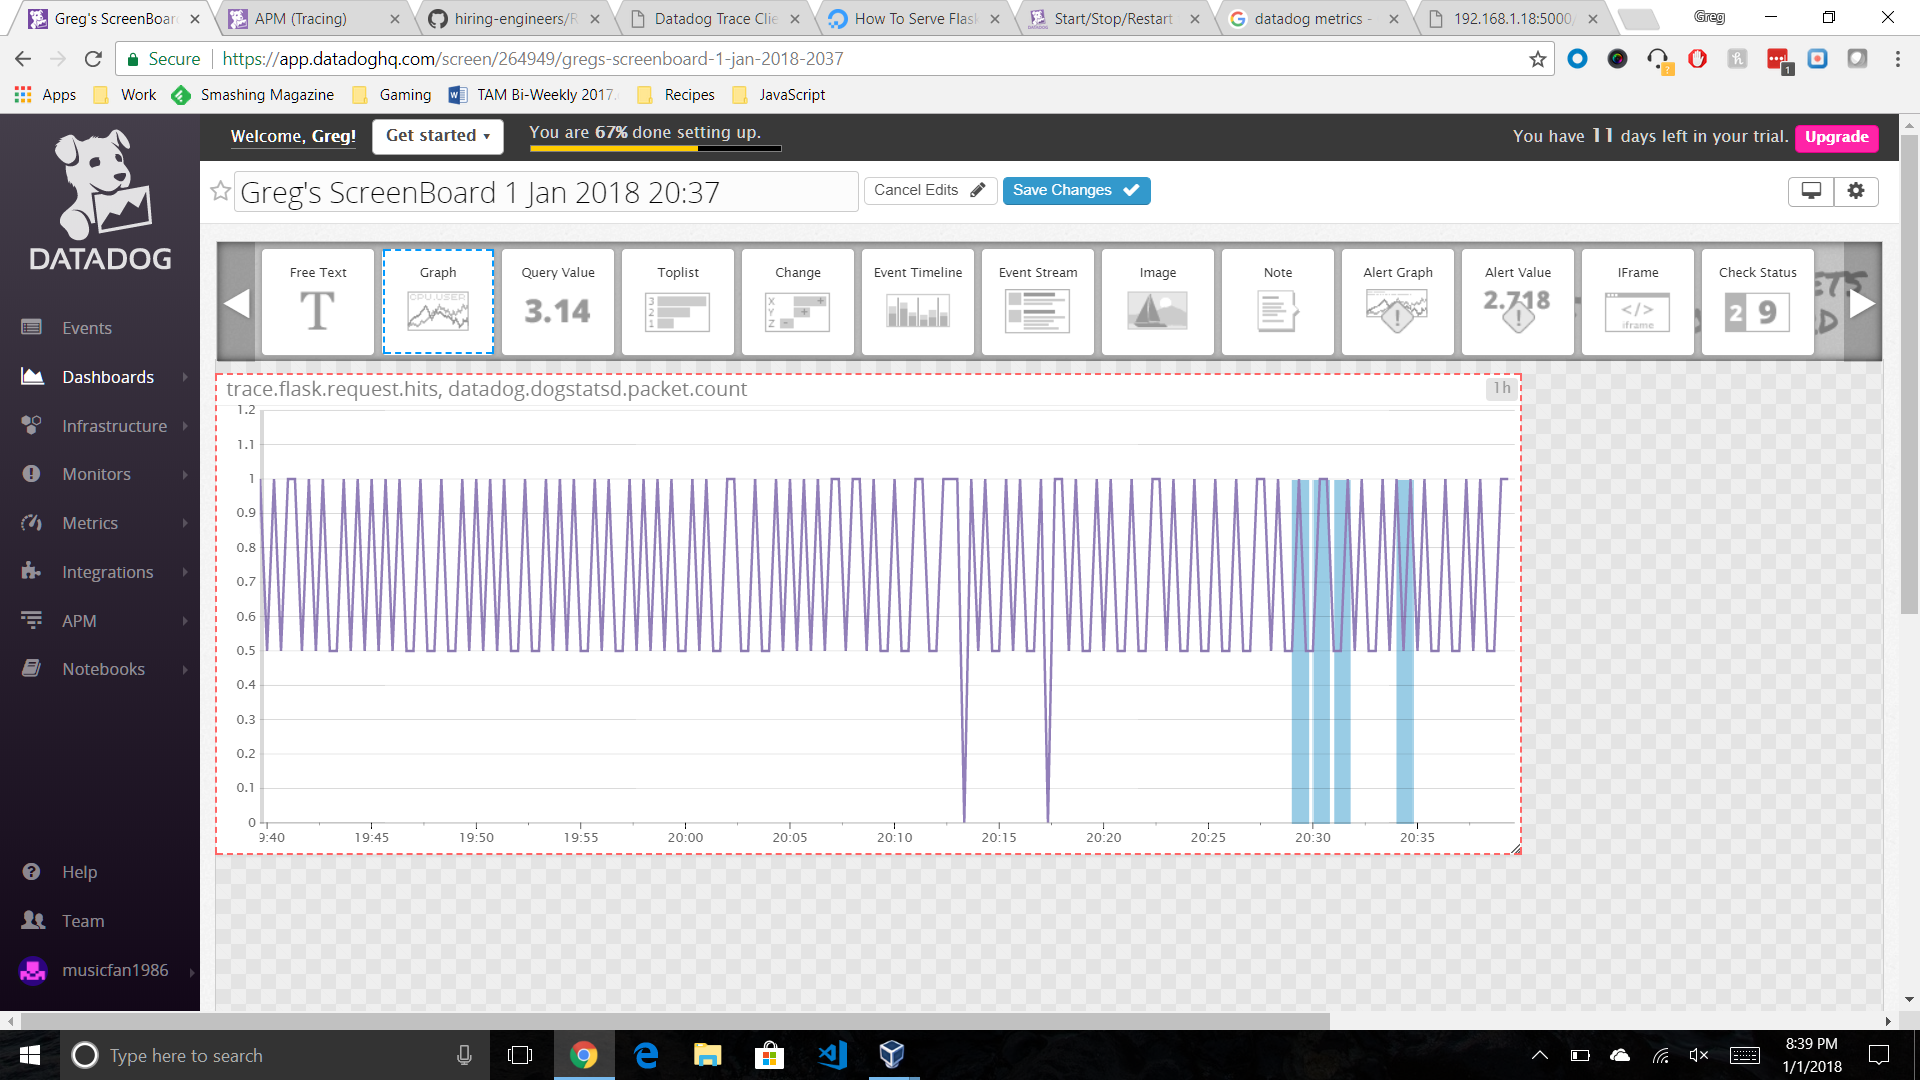 Greg's ScreenBoar
APM (Tracing)
hiring-engineers/R
Datadog Trace Clie
How To Serve Flas
Start/Stop/Restart
datadog metrics -
192.168.1.18:5000
Greg
Secure
https://app.datadoghq.com/screen/264949/gregs-screenboard-1-jan-2018-2037
1
Apps
Work
Smashing Magazine
Gaming
TAM Bi-Weekly 2017.
Recipes
JavaScript
DATADOG
Welcome, Greg!
Get started
You are 67% done setting up.
You have 11 days left in your trial.
Upgrade
Greg's ScreenBoard 1 Jan 2018 20:37
Cancel Edits
Save Changes
Free Text
T
Graph
CPU.USER
Query Value
3.14
Toplist
3
2
1
Change
X
Y
Z
Event Timeline
Event Stream
Image
Note
Alert Graph
Alert Value
2.718
IFrame
</>
iframe
Check Status
2 9
Events
Dashboards
Infrastructure
Monitors
Metrics
Integrations
APM
Notebooks
Help
Team
musicfan1986
trace.flask.request.hits, datadog.dogstatsd.packet.count
1h
1.2
1.1
1
0.9
0.8
0.7
0.6
0.5
0.4
0.3
0.2
0.1
0
9:40 19:45 19:50 19:55 20:00 20:05 20:10 20:15 20:20 20:25 20:30 20:35
Type here to search
8:39 PM
1/1/2018